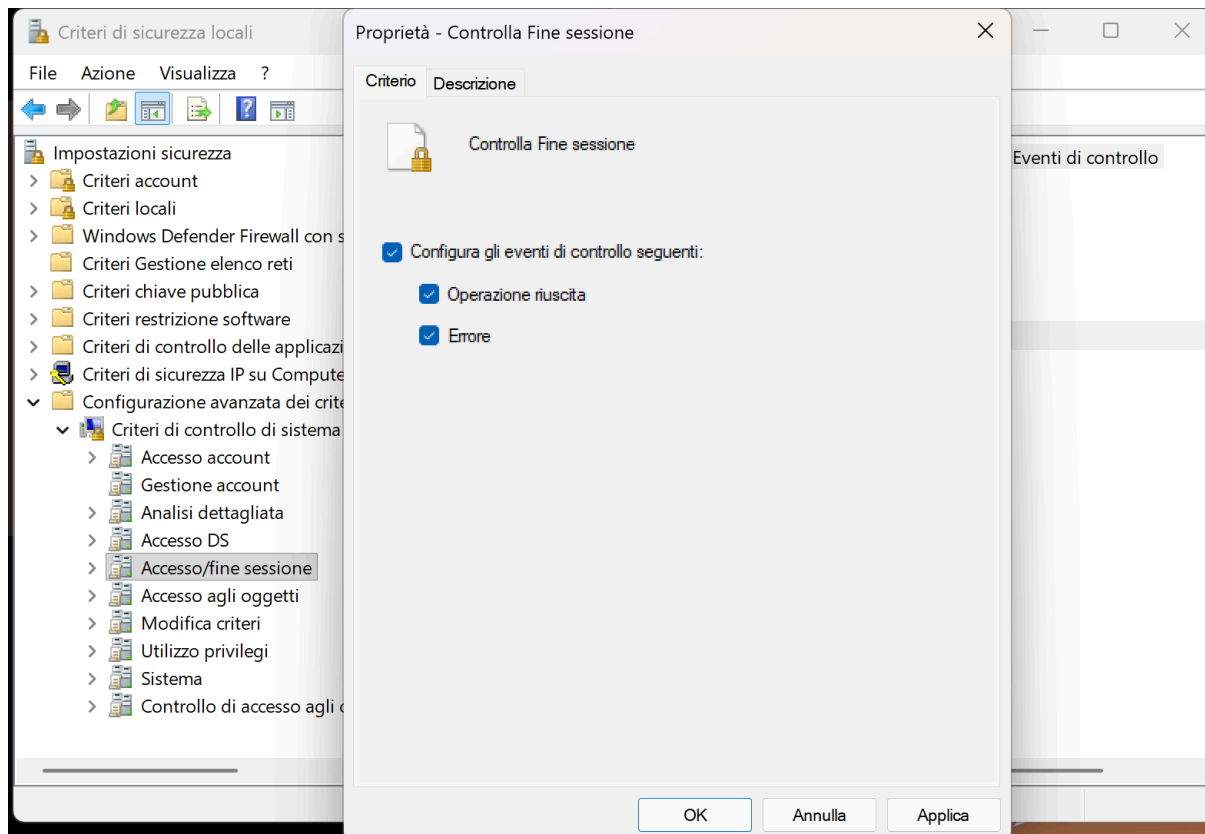 Criteri di sicurezza locali
File Azione Visualizza ?
Impostazioni sicurezza
Criteri account
Criteri locali
Windows Defender Firewall con s
Criteri Gestione elenco reti
Criteri chiave pubblica
Criteri restrizione software
Criteri di controllo delle applicazi
Criteri di sicurezza IP su Compute
Configurazione avanzata dei crite
Criteri di controllo di sistema
Accesso account
Gestione account
Analisi dettagliata
Accesso DS
Accesso/fine sessione
Accesso agli oggetti
Modifica criteri
Utilizzo privilegi
Sistema
Controllo di accesso agli o
Proprietà - Controlla Fine sessione
Criterio Descrizione
Controlla Fine sessione
Configura gli eventi di controllo seguenti:
Operazione riuscita
Errore
OK Annulla Applica
Eventi di controllo